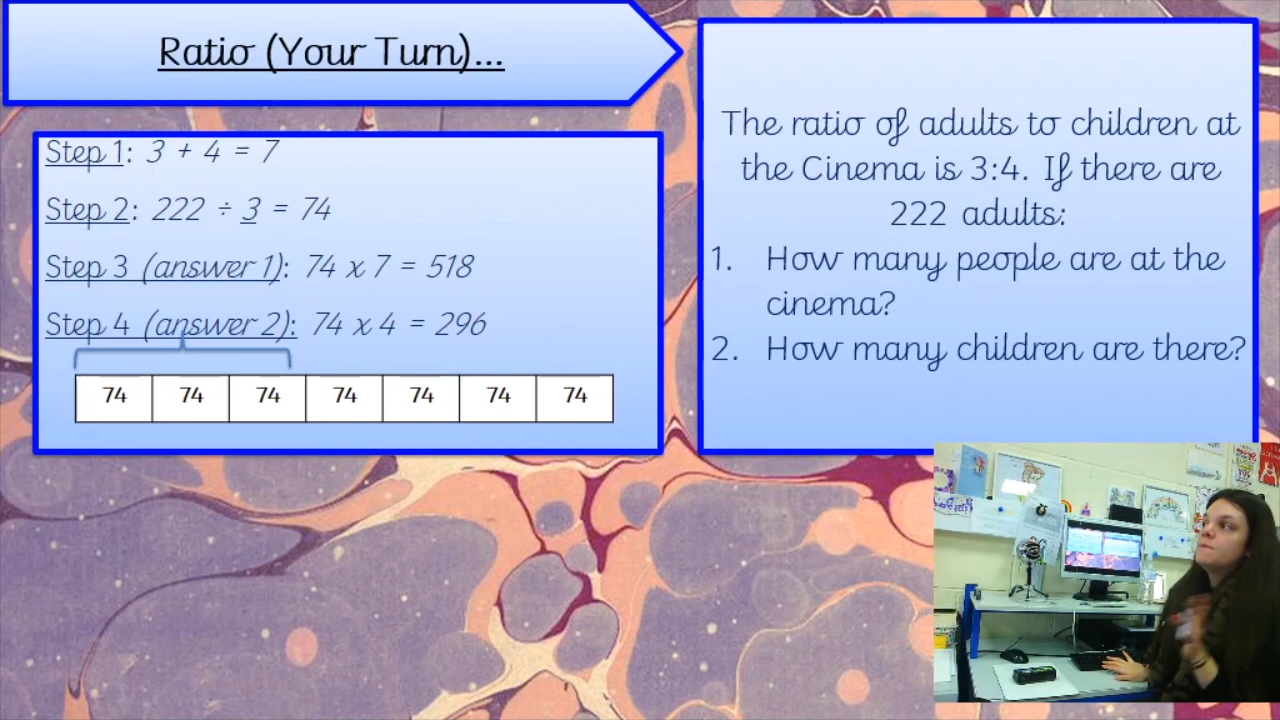 Ratio (Your Turn)...
Step 1: 3 + 4 = 7
Step 2: 222 ÷ 3 = 74
Step 3 (answer 1): 74 x 7 = 518
Step 4 (answer 2): 74 x 4 = 296
74 74 74 74 74 74 74
The ratio of adults to children at
the Cinema is 3:4. If there are
222 adults:
1. How many people are at the
cinema?
2. How many children are there?